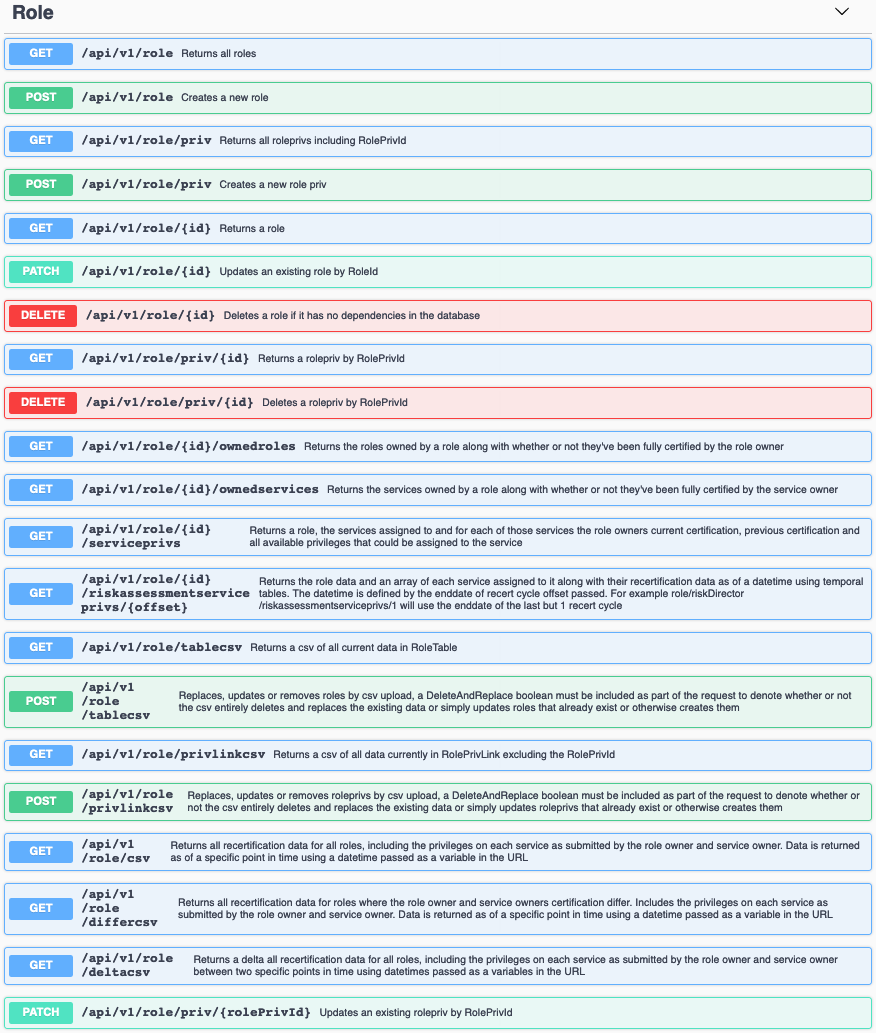 Role
GET /api/v1/role Returns all roles
POST /api/v1/role Creates a new role
GET /api/v1/role/priv Returns all roleprivs including RolePrivId
POST /api/v1/role/priv Creates a new role priv
GET /api/v1/role/{id} Returns a role
PATCH /api/v1/role/{id} Updates an existing role by RoleId
DELETE /api/v1/role/{id} Deletes a role if it has no dependencies in the database
GET /api/v1/role/priv/{id} Returns a rolepriv by RolePrivId
DELETE /api/v1/role/priv/{id} Deletes a rolepriv by RolePrivId
GET /api/v1/role/{id}/ownedroles Returns the roles owned by a role along with whether or not they've been fully certified by the role owner
GET /api/v1/role/{id}/ownedservices Returns the services owned by a role along with whether or not they've been fully certified by the service owner
GET
/api/v1/role/{id}
/serviceprivs
Returns a role, the services assigned to and for each of those services the role owners current certification, previous certification and
all available privileges that could be assigned to the service
GET
/api/v1/role/{id}
/riskassessmentservice
privs/{offset}
Returns the role data and an array of each service assigned to it along with their recertification data as of a datetime using temporal
tables. The datetime is defined by the enddate of recert cycle offset passed. For example role/riskDirector
/riskassessmentserviceprivs/1 will use the enddate of the last but 1 recert cycle
GET /api/v1/role/tablecsv Returns a csv of all current data in RoleTable
POST
/api/v1
/role
/tablecsv
Replaces, updates or removes roles by csv upload, a DeleteAndReplace boolean must be included as part of the request to denote whether or not
the csv entirely deletes and replaces the existing data or simply updates roles that already exist or otherwise creates them
GET /api/v1/role/privlinkcsv Returns a csv of all data currently in RolePrivLink excluding the RolePrivId
POST
/api/v1/role
/privlinkcsv
Replaces, updates or removes roleprivs by csv upload, a DeleteAndReplace boolean must be included as part of the request to denote whether or
not the csv entirely deletes and replaces the existing data or simply updates roleprivs that already exist or otherwise creates them
GET
/api/v1
/role/csv
Returns all recertification data for all roles, including the privileges on each service as submitted by the role owner and service owner. Data is returned
as of a specific point in time using a datetime passed as a variable in the URL
GET
/api/v1
/role
/differcsv
Returns all recertification data for roles where the role owner and service owners certification differ. Includes the privileges on each service as
submitted by the role owner and service owner. Data is returned as of a specific point in time using a datetime passed as a variable in the URL
GET
/api/v1/role
/deltacsv
Returns a delta all recertification data for all roles, including the privileges on each service as submitted by the role owner and service owner
between two specific points in time using datetimes passed as a variables in the URL
PATCH /api/v1/role/priv/{rolePrivId} Updates an existing rolepriv by RolePrivId